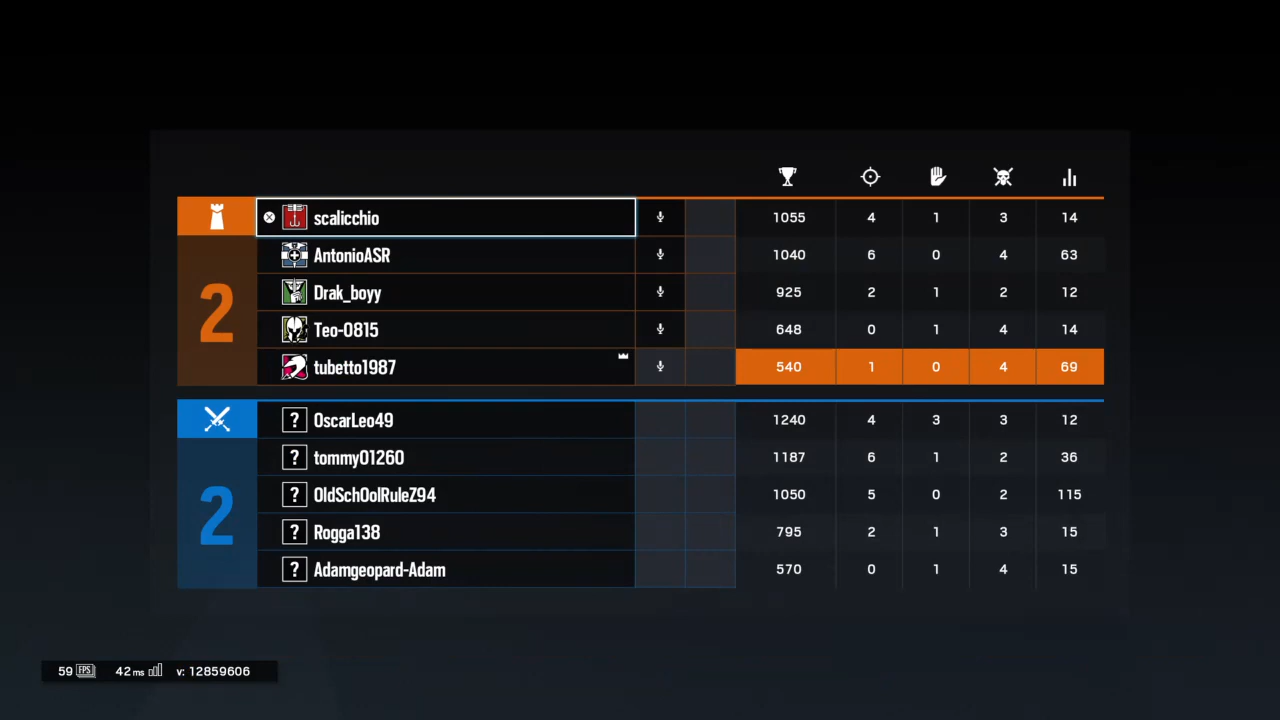 scalicchio 1055 4 1 3 14
2
AntonioASR 1040 6 0 4 63
Drak_boyy 925 2 1 2 12
Teo-0815 648 0 1 4 14
tubetto1987 540 1 0 4 69
? OscarLeo49 1240 4 3 3 12
2
? tommy01260 1187 6 1 2 36
? OldSchOolRuleZ94 1050 5 0 2 115
? Rogga138 795 2 1 3 15
? Adamgeopard-Adam 570 0 1 4 15
59 FPS 42 ms v: 12859606